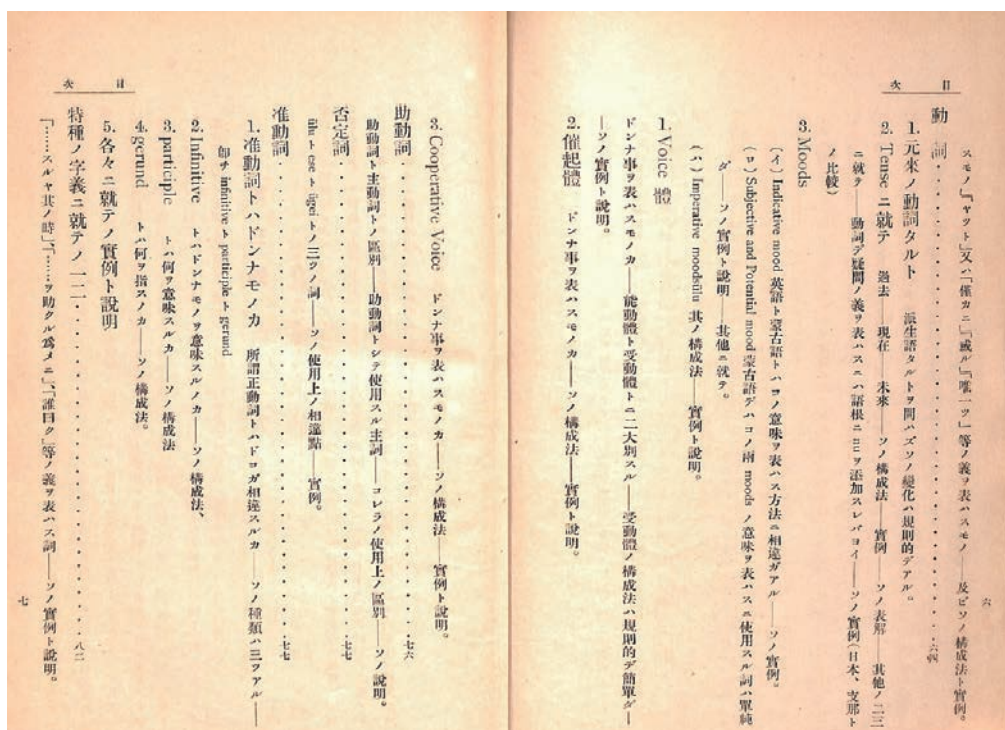 目次
スモノ」「ヤット」又ハ「僅カニ」「或ル」「唯一ツ」等ノ義ヲ表ハスモノ——及ビソノ構成法ト實例。
動詞・・・・・・・・・・・・・・・・六四
1. 元來ノ動詞タルト 派生語タルトヲ問ハズソノ變化ハ規則的デアル。
2. Tense ニ就テ 過去——現在——未來——ソノ構成法——實例——ソノ表解——其他ノ二三
ニ就テ——動詞デ疑問ノ義ヲ表ハスニハ語根ニ ヲ添加スレバヨイ——ソノ實例(日本、支那ト
ノ比較)
3. Moods
(イ) Indicative mood 英語ト蒙古語トハコノ意味ヲ表ハス方法ニ相違ガアル——ソノ實例。
(ロ) Subjective and Potential mood 蒙古語デハコノ兩 moods ノ意味ヲ表ハスニ使用スル詞ハ單純
ダ——ソノ實例ト說明——其他ニ就テ。
(ハ) Imperative moodsülu 其ノ構成法——實例ト說明。
1. Voice 體
ドンナ事ヲ表ハスモノカ——能動體ト受動體トニ二大別スル——受動體ノ構成法ハ規則的デ簡單ダ—
—ソノ實例ト說明。
2. 催起體 ドンナ事ヲ表ハスモノカ——ソノ構成法——實例ト說明。
六
目次
3. Cooperative Voice ドンナ事ヲ表ハスモノカ——ソノ構成法——實例ト說明。
助動詞・・・・・・・・・・・・・・・・七六
助動詞ト主動詞トノ區別——助動詞トシテ使用スル主詞——コレラノ使用上ノ區別——ソノ說明。
否定詞・・・・・・・・・・・・・・・・七七
ülu ト ese ト ügei トノ三ツノ詞——ソノ使用上ノ相違點——實例。
准動詞・・・・・・・・・・・・・・・・七七
1. 准動詞トハドンナモノカ 所謂正動詞トハドコガ相違スルカ——ソノ種類ハ三ツアル——
卽チ infinitive ト participle ト gerund
2. Infinitive トハドンナモノヲ意味スルノカ——ソノ構成法、
3. participle トハ何ヲ意味スルカ——ソノ構成法
4. gerund トハ何ヲ指スノカ——ソノ構成法。
5. 各々ニ就テノ實例ト說明
特種ノ字義ニ就テノ一二・・・・・・・・・・・・・・・・八二
「……スルヤ其ノ時」「……ヲ助クル爲メニ」、「誰曰ク」等ノ義ヲ表ハス詞——ソノ實例ト說明。
七